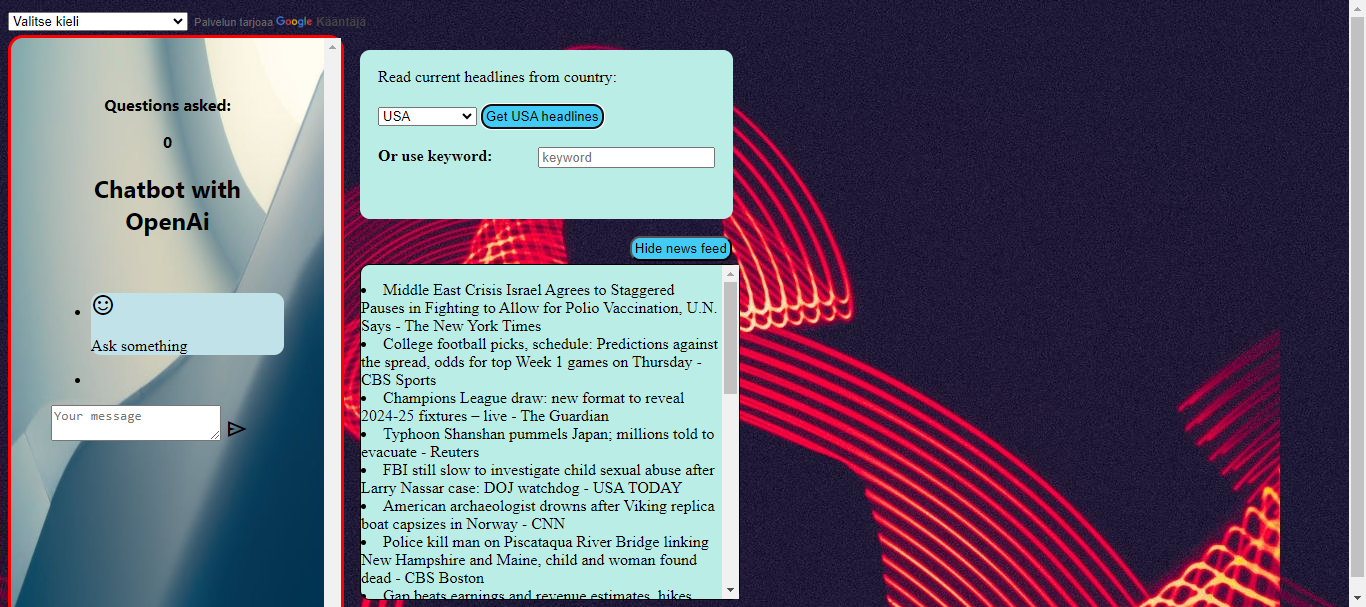 Valitse kieli
Palvelun tarjoaa Google Kääntäjä
Questions asked:
0
Chatbot with
OpenAi
Ask something
Your message
Read current headlines from country:
USA Get USA headlines
Or use keyword: keyword
Hide news feed
Middle East Crisis Israel Agrees to Staggered
Pauses in Fighting to Allow for Polio Vaccination, U.N.
Says - The New York Times
College football picks, schedule: Predictions against
the spread, odds for top Week 1 games on Thursday -
CBS Sports
Champions League draw: new format to reveal
2024-25 fixtures – live - The Guardian
Typhoon Shanshan pummels Japan; millions told to
evacuate - Reuters
FBI still slow to investigate child sexual abuse after
Larry Nassar case: DOJ watchdog - USA TODAY
American archaeologist drowns after Viking replica
boat capsizes in Norway - CNN
Police kill man on Piscataqua River Bridge linking
New Hampshire and Maine, child and woman found
dead - CBS Boston
Gap beats earnings and revenue estimates, hikes